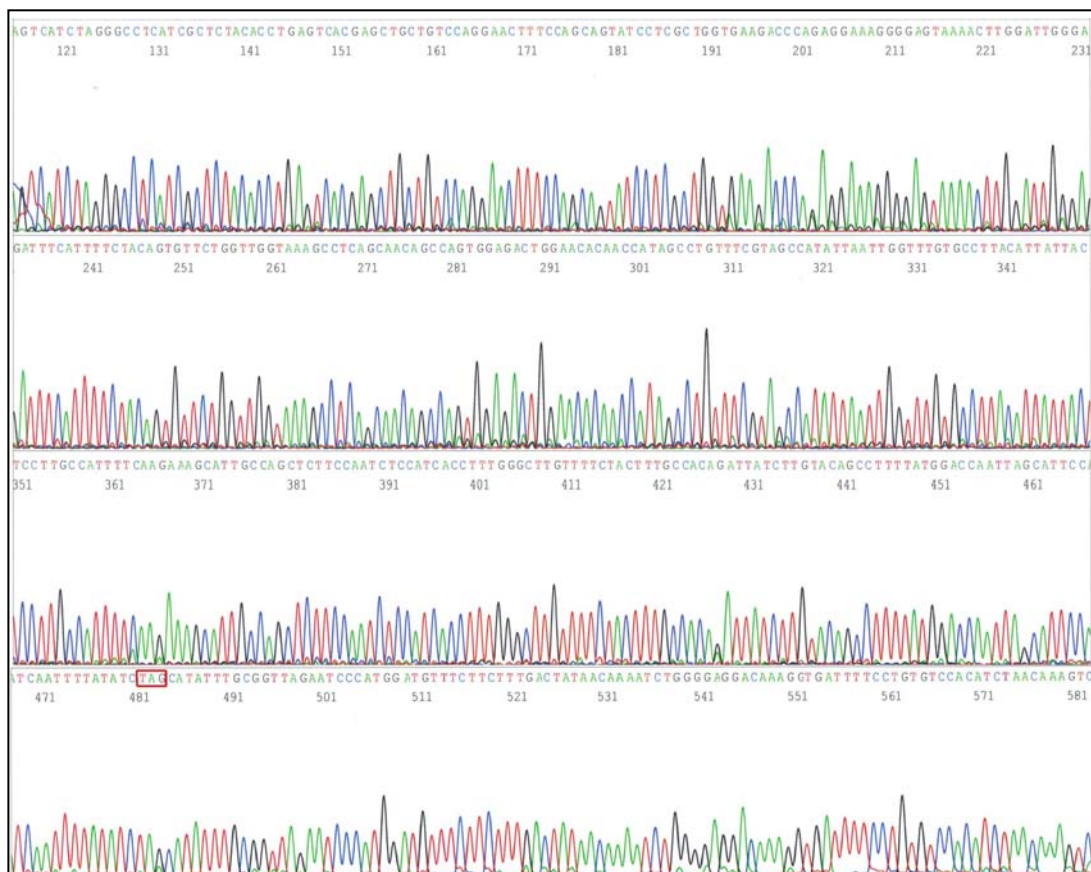 AGTCATCTAGGGCCTCATCGCTCTACACCTGAGTCACGAGCTGCTGTCCAGGAACTTTCCAGCAGTATCCTCGCTGGTGAAGACCCAGAGGAAAGGGGAGTAAAACTTGGATTGGGA
121 131 141 151 161 171 181 191 201 211 221 231
GATTTCATTTTCTACAGTGTTCTGGTTGGTAAAGCCTCAGCAACAGCCAGTGGAGACTGGAACACAACCATAGCCTGTTTCGTAGCCATATTAATTGGTTTGTGCCTTACATTATTAC
241 251 261 271 281 291 301 311 321 331 341
TCCTTGCCATTTTCAAGAAAGCATTGCCAGCTCTTCCAATCTCCATCACCTTTGGGCTTGTTTTCTACTTTGCCACAGATTATCTTGTACAGCCTTTTATGGACCAATTAGCATTCCA
351 361 371 381 391 401 411 421 431 441 451 461
ATCAATTTTATATCTAGCATATTTGCGGTTAGAATCCCATGGATGTTTCTTCTTTGACTATAACAAAATCTGGGGAGGACAAAGGTGATTTTCCTGTGTCCACATCTAACAAAGTC
471 481 491 501 511 521 531 541 551 561 571 581